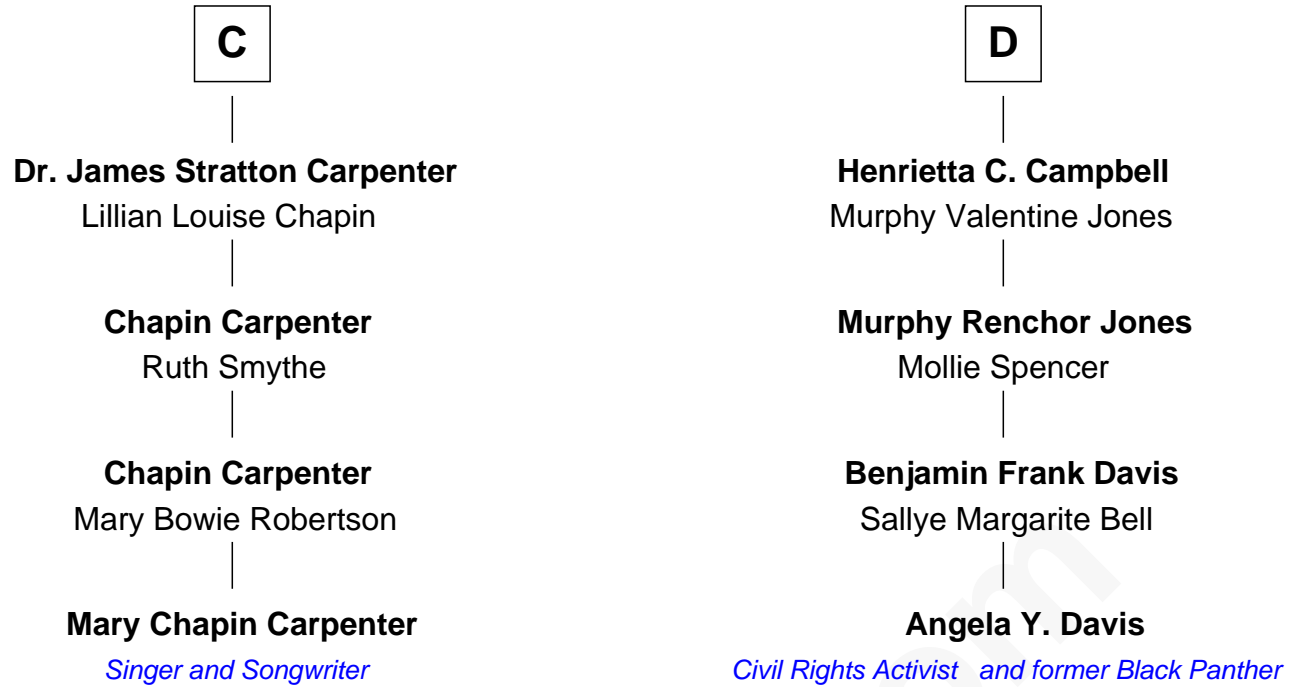 C
Dr. James Stratton Carpenter
Lillian Louise Chapin
Chapin Carpenter
Ruth Smythe
Chapin Carpenter
Mary Bowie Robertson
Mary Chapin Carpenter
Singer and Songwriter
D
Henrietta C. Campbell
Murphy Valentine Jones
Murphy Renchor Jones
Mollie Spencer
Benjamin Frank Davis
Sallye Margarite Bell
Angela Y. Davis
Civil Rights Activist and former Black Panther